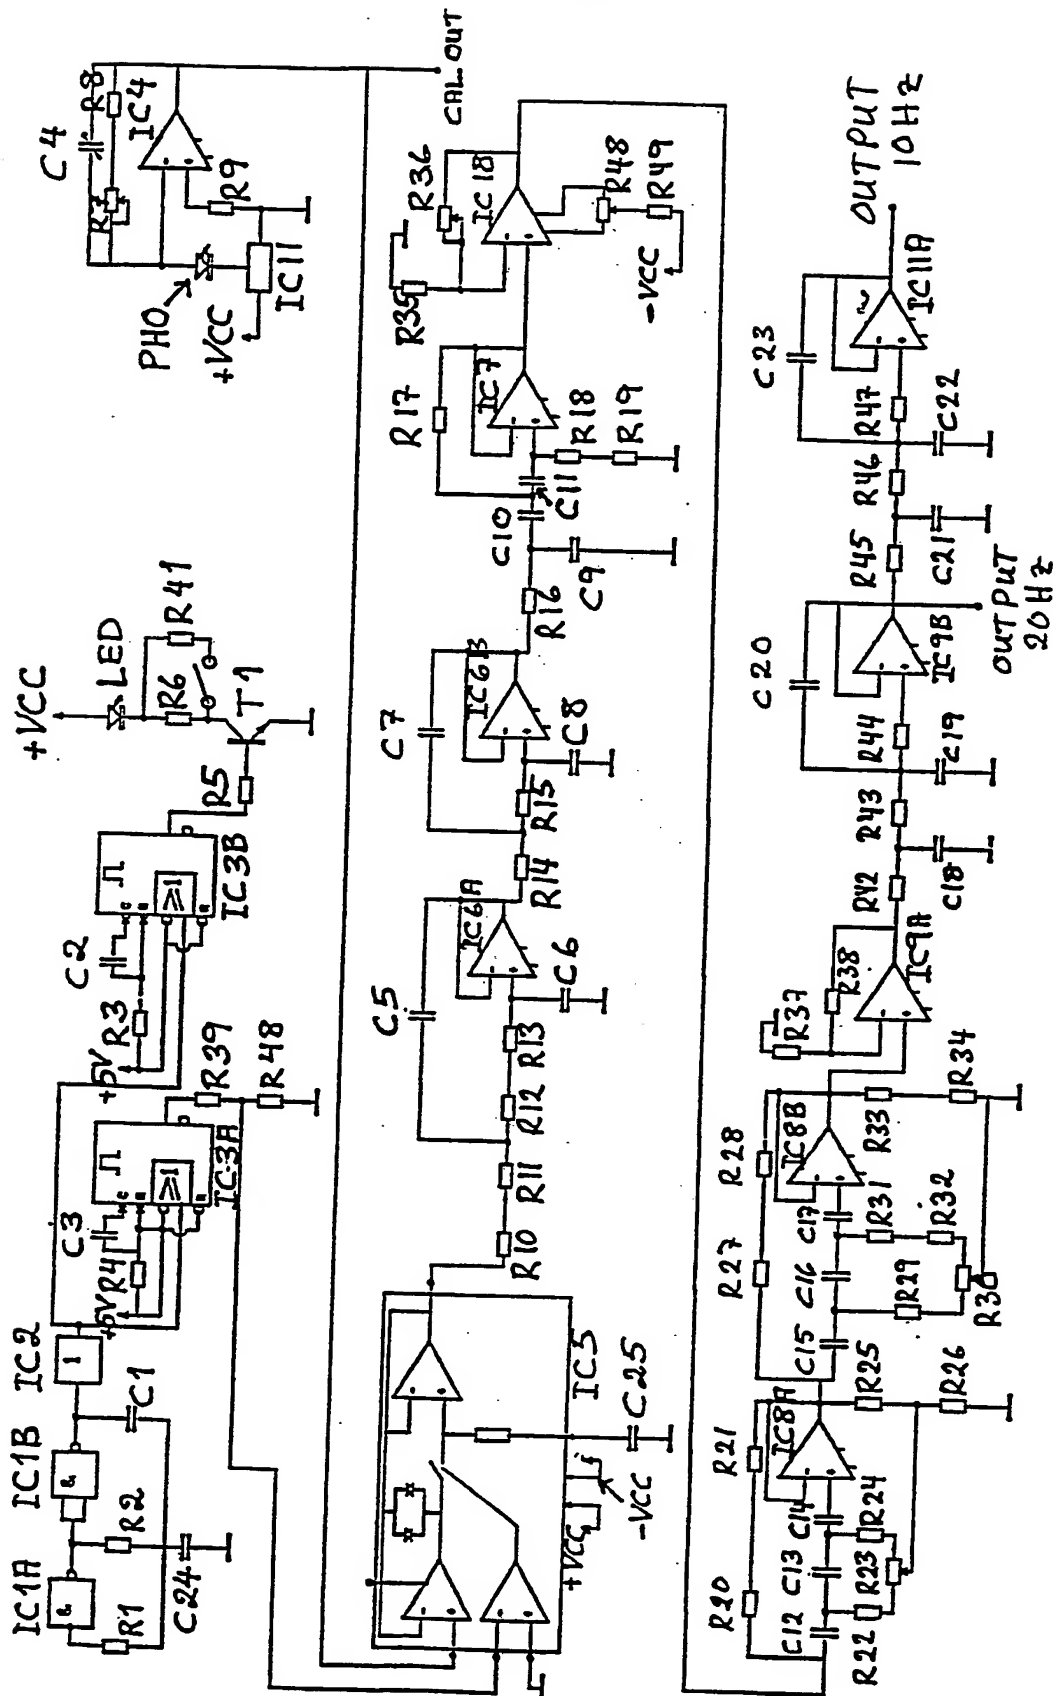 IC1A
IC1B
IC2
R1
R2
C24
C1
&
&
1
+5V
R4
C3
IC3A
≥1
R39
R48
+5V
R3
C2
IC3B
≥1
R5
T1
R6
R41
LED
+VCC
C4
R8
IC4
R9
PHO
+VCC
IC11
CAL. OUT
IC5
C25
+VCC
-VCC
R10
R11
R12
R13
C5
IC6A
C6
R14
R15
C7
IC6B
C8
R16
C9
C10
C11
R17
IC7
R18
R19
R35
R36
IC18
R48
R49
-VCC
R20
R21
C12
C13
C14
IC8A
R22
R23
R24
R25
R26
R27
R28
C15
C16
C17
IC8B
R29
R30
R31
R32
R33
R34
R37
R38
IC9A
R42
C18
R43
C19
R44
C20
IC9B
OUTPUT
20Hz
R45
C21
R46
C22
R47
C23
IC11A
OUTPUT
10Hz